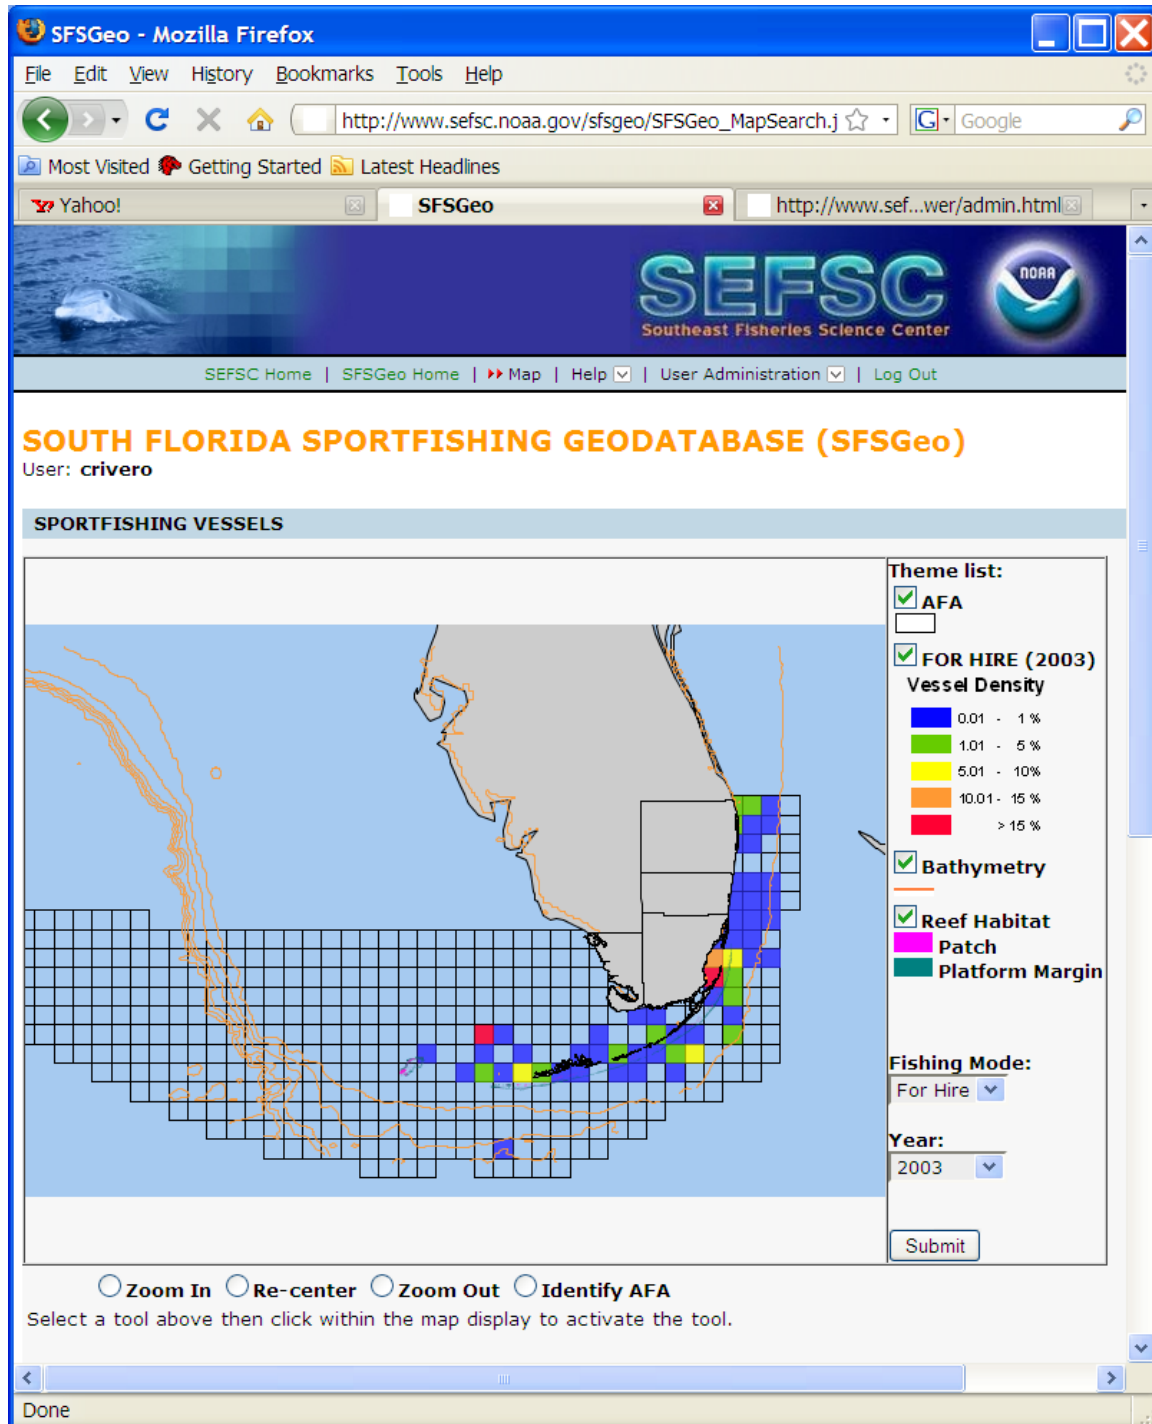 SFSGeo - Mozilla Firefox
File Edit View History Bookmarks Tools Help
http://www.sefsc.noaa.gov/sfsgeo/SFSGeo_MapSearch.j G Google
Most Visited Getting Started Latest Headlines
Yahoo! SFSGeo http://www.sef...wer/admin.html
SEFSC
Southeast Fisheries Science Center
NOAA
SEFSC Home | SFSGeo Home | Map | Help | User Administration | Log Out
SOUTH FLORIDA SPORTFISHING GEODATABASE (SFSGeo)
User: crivero
SPORTFISHING VESSELS
Theme list:
AFA
FOR HIRE (2003)
Vessel Density
0.01 - 1 %
1.01 - 5 %
5.01 - 10%
10.01 - 15 %
> 15 %
Bathymetry
Reef Habitat
Patch
Platform Margin
Fishing Mode:
For Hire
Year:
2003
Submit
Zoom In Re-center Zoom Out Identify AFA
Select a tool above then click within the map display to activate the tool.
Done